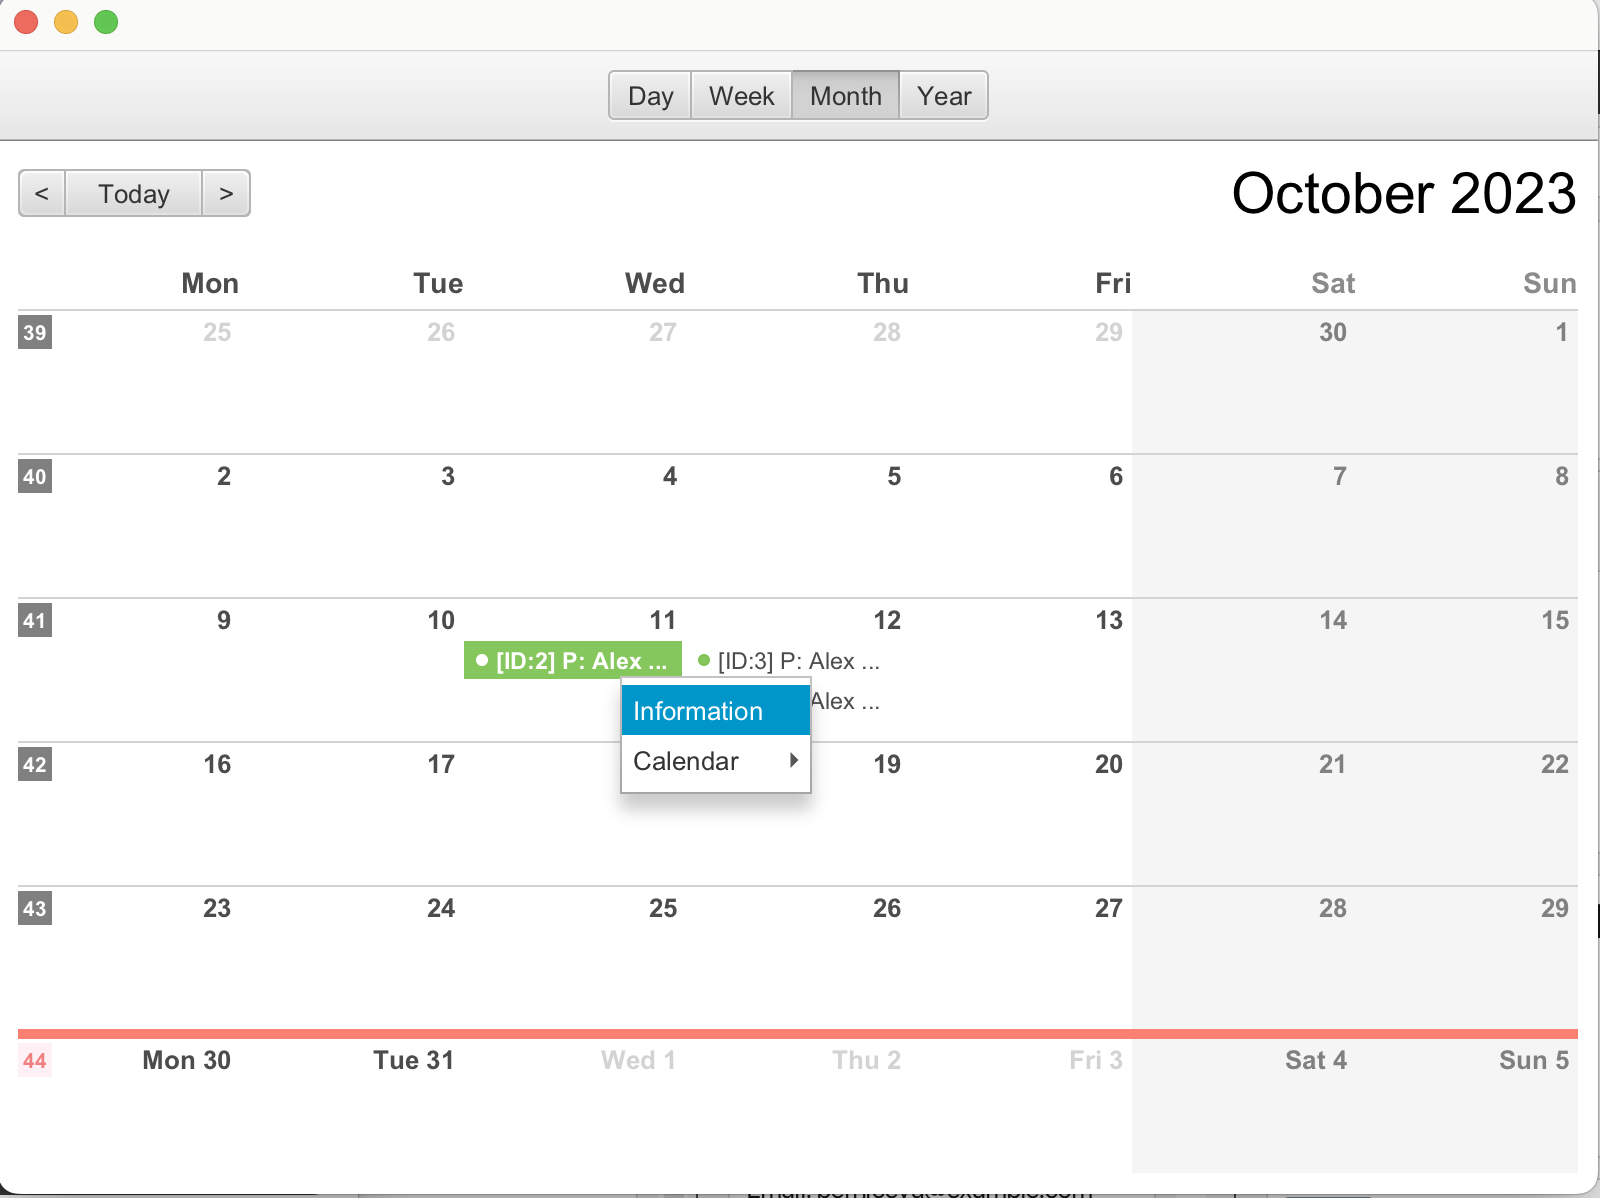 Day Week Month Year
< Today > October 2023
Mon Tue Wed Thu Fri Sat Sun
39 25 26 27 28 29 30 1
40 2 3 4 5 6 7 8
41 9 10 11 12 13 14 15
[ID:2] P: Alex ... [ID:3] P: Alex ...
Alex ...
Information
Calendar
42 16 17 19 20 21 22
43 23 24 25 26 27 28 29
44 Mon 30 Tue 31 Wed 1 Thu 2 Fri 3 Sat 4 Sun 5